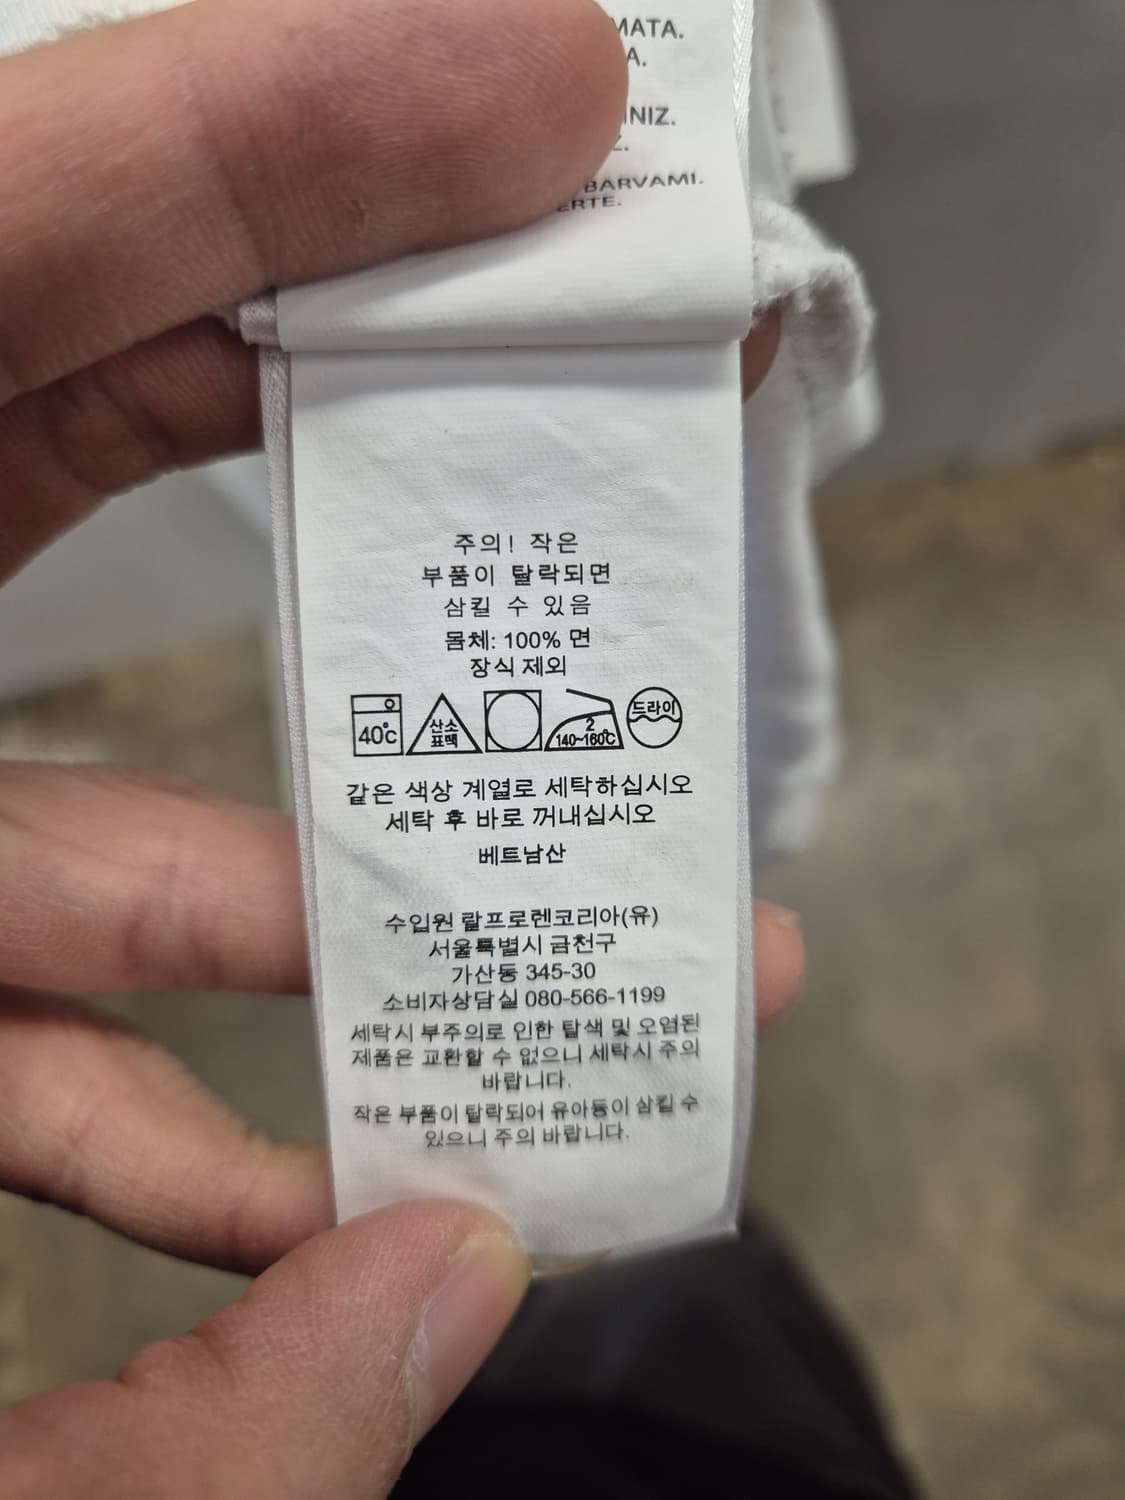 BARVAMI.
주의! 작은
부품이 탈락되면
삼킬 수 있음
몸체: 100% 면
장식 제외
40℃ 산소 표백 2 140~160℃ 드라이
같은 색상 계열로 세탁하십시오
세탁 후 바로 꺼내십시오
베트남산
수입원 랄프로렌코리아(유)
서울특별시 금천구
가산동 345-30
소비자상담실 080-566-1199
세탁시 부주의로 인한 탈색 및 오염된
제품은 교환할 수 없으니 세탁시 주의
바랍니다.
작은 부품이 탈락되어 유아등이 삼킬 수
있으니 주의 바랍니다.